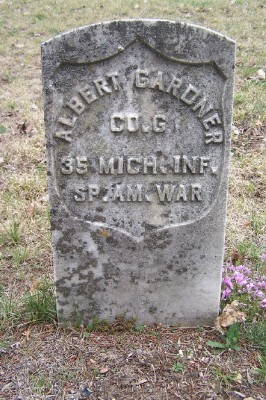 ALBERT GARDNER
CO. G
35 MICH. INF.
SP. AM. WAR